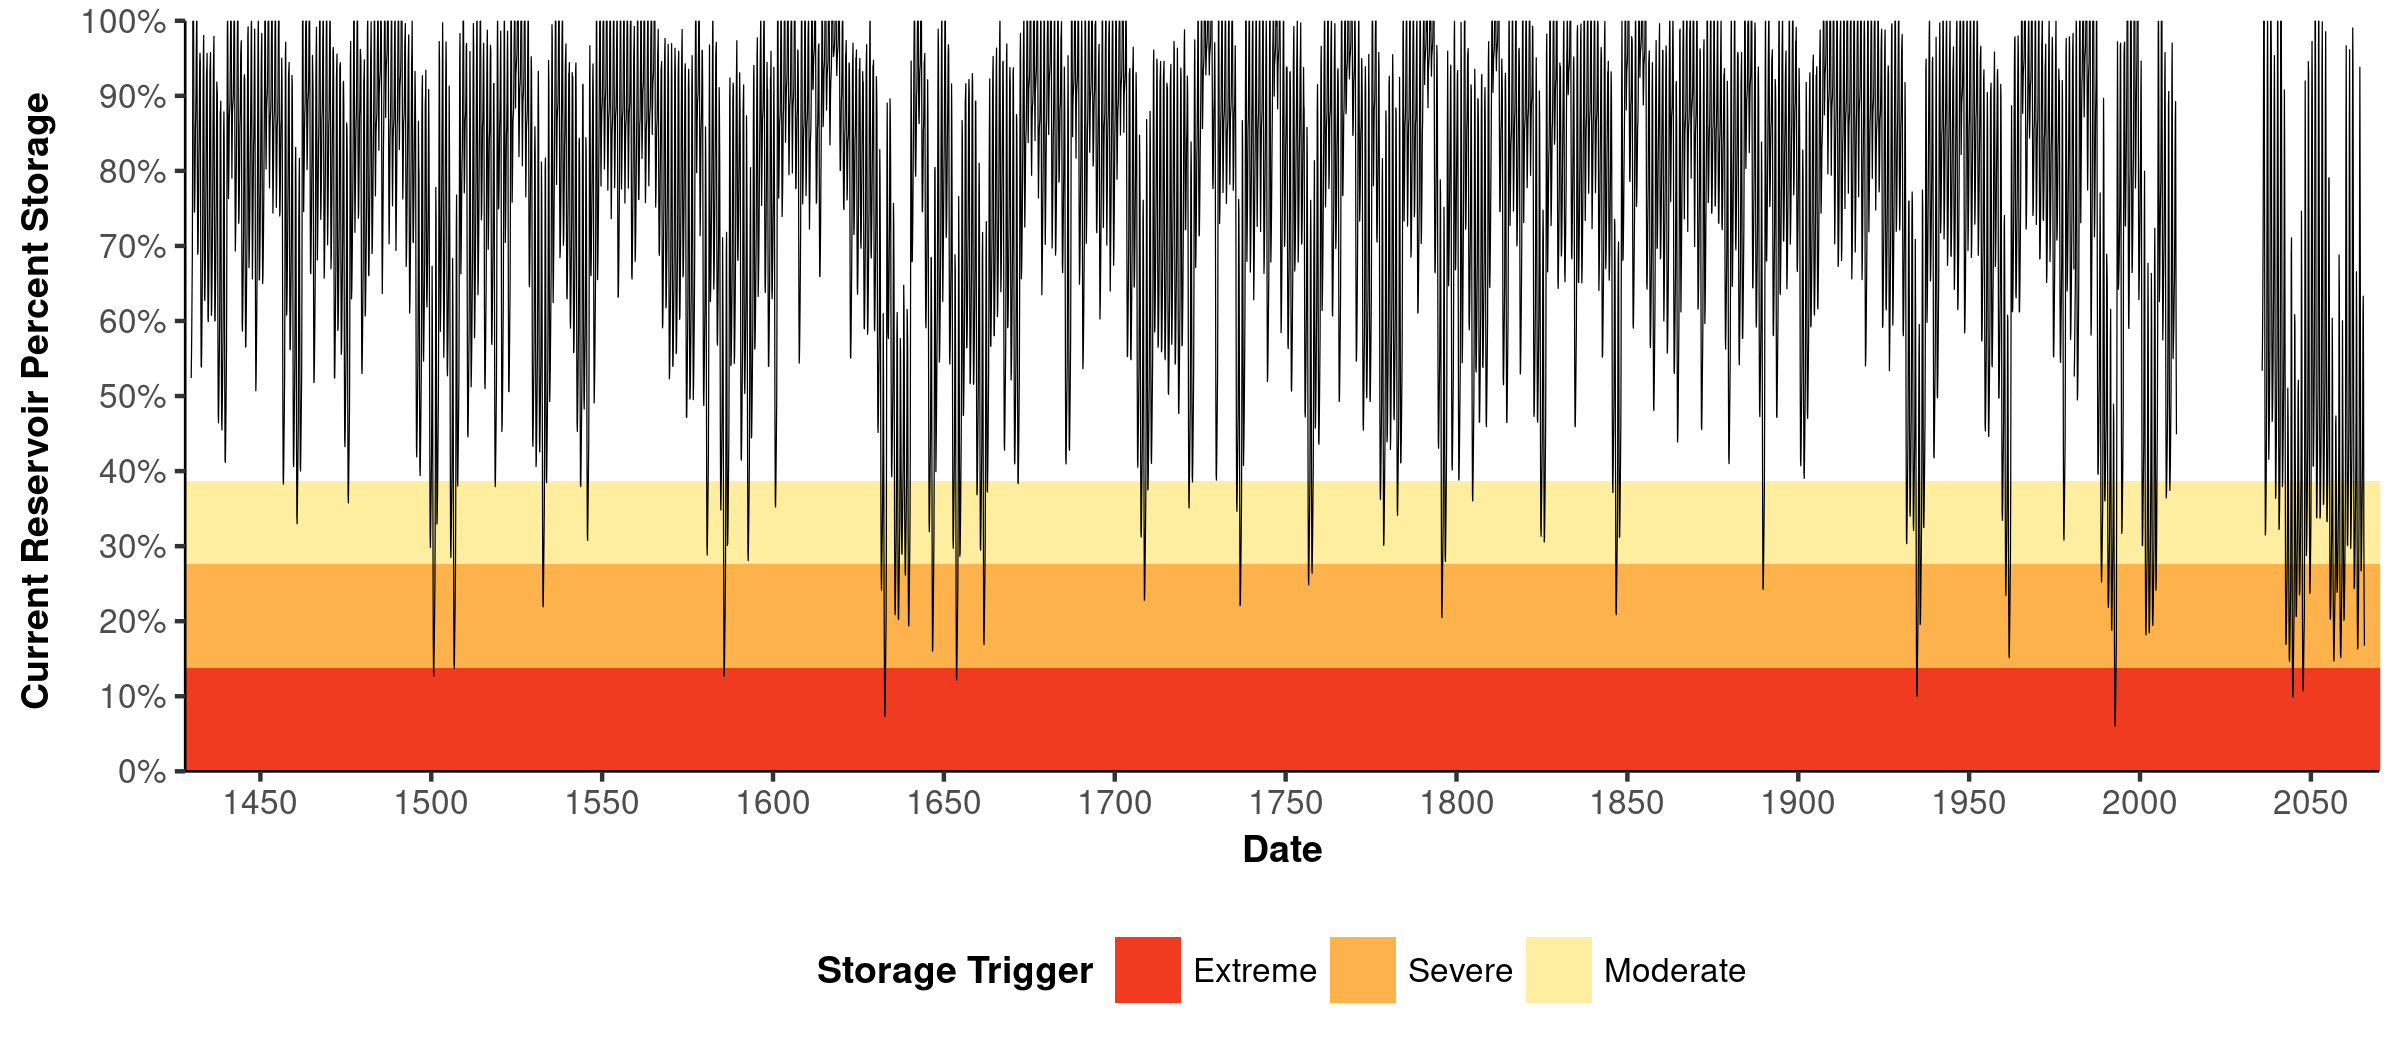 Current Reservoir Percent Storage
100%
90%
80%
70%
60%
50%
40%
30%
20%
10%
0%
1450 1500 1550 1600 1650 1700 1750 1800 1850 1900 1950 2000 2050
Date
Storage Trigger Extreme Severe Moderate